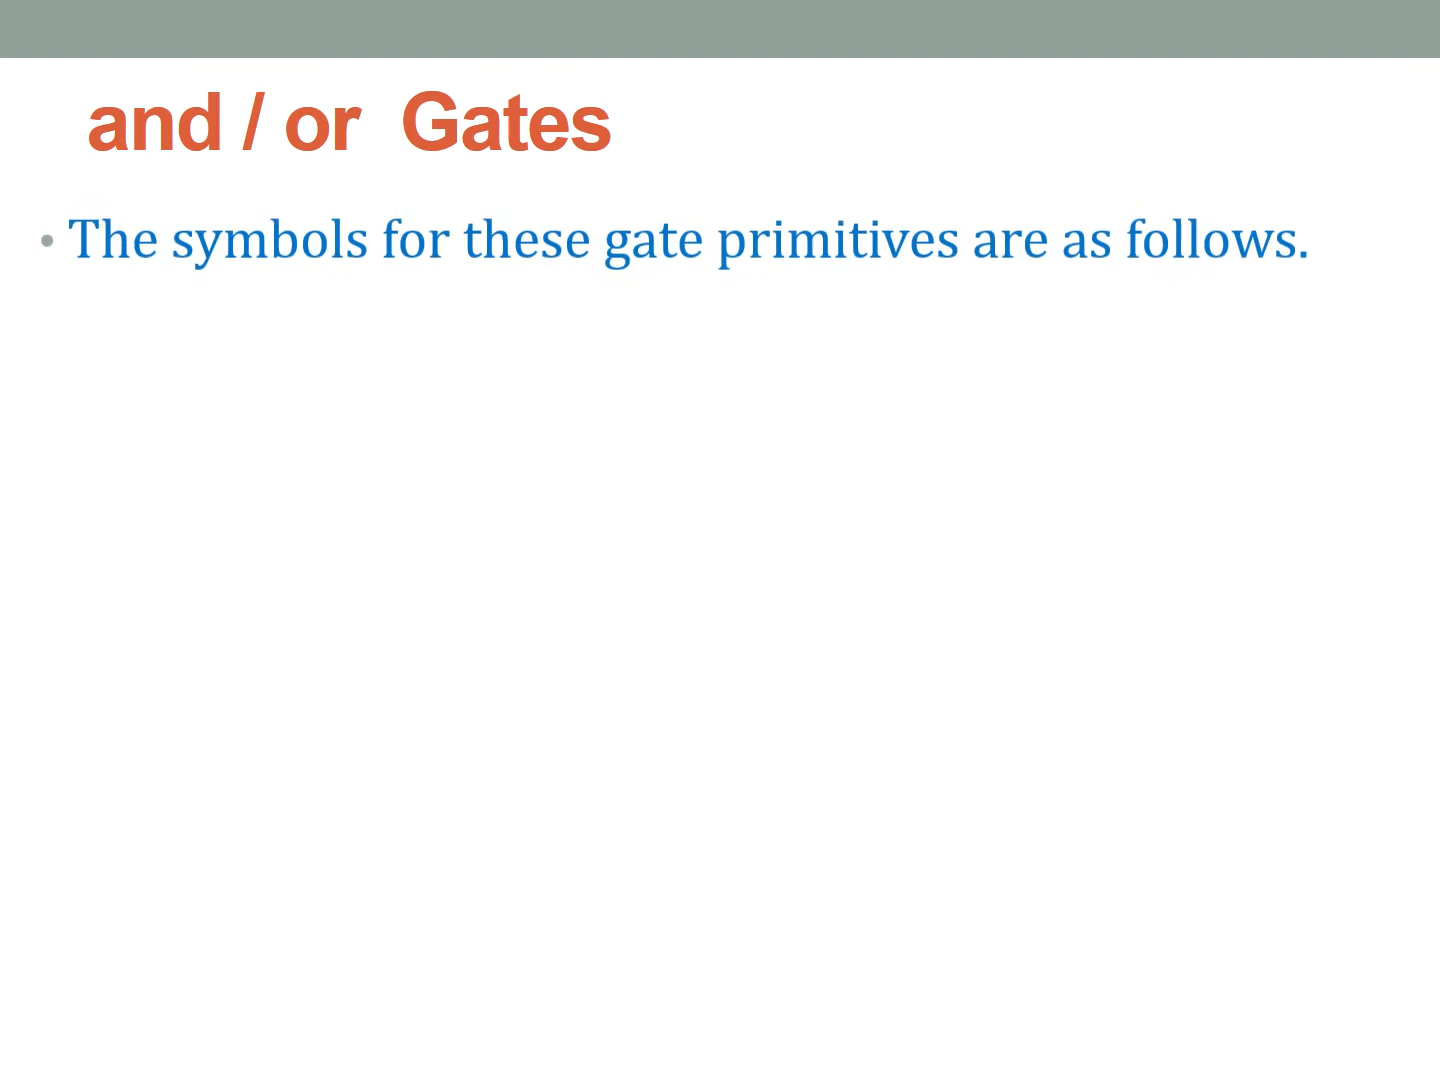 and / or Gates
• The symbols for these gate primitives are as follows.